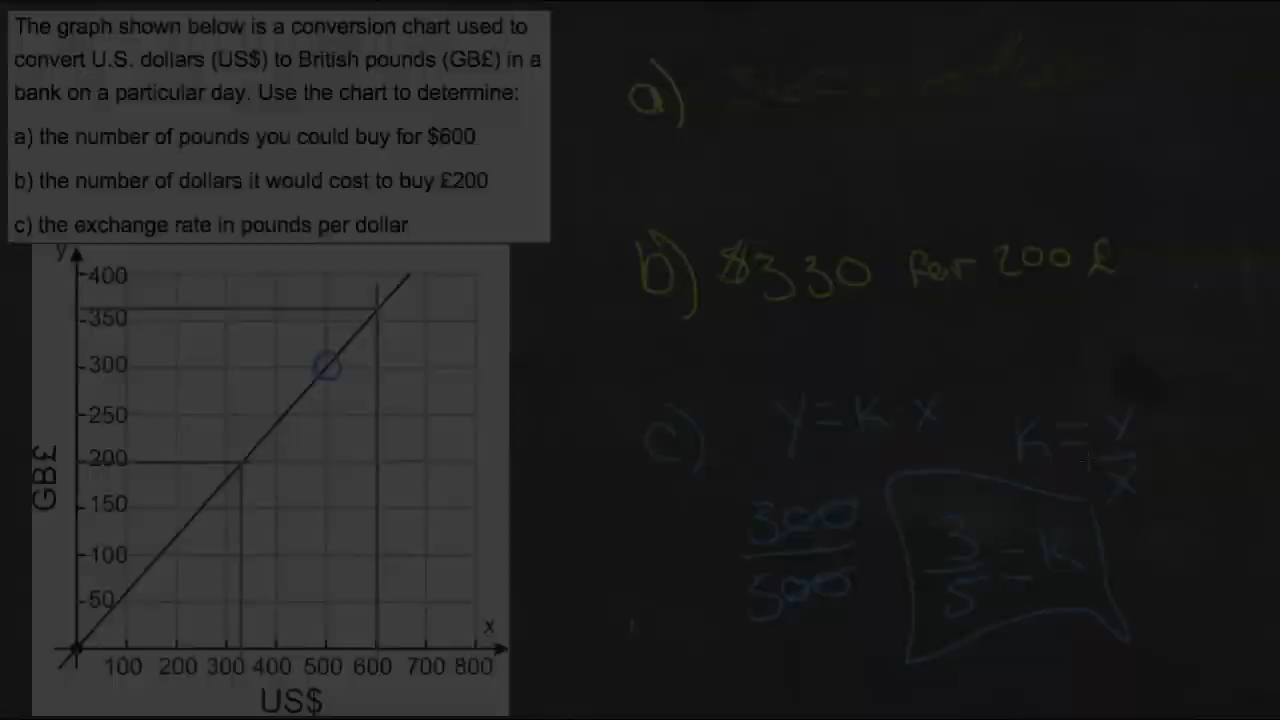 The graph shown below is a conversion chart used to
convert U.S. dollars (US$) to British pounds (GB£) in a
bank on a particular day. Use the chart to determine:
a) the number of pounds you could buy for $600
b) the number of dollars it would cost to buy £200
c) the exchange rate in pounds per dollar
y
400
350
300
250
200
150
100
50
GB£
x
100 200 300 400 500 600 700 800
US$
a)
b) $330 for 200 £
c) y = k · x
k = y/x
300/500
3/5 = k